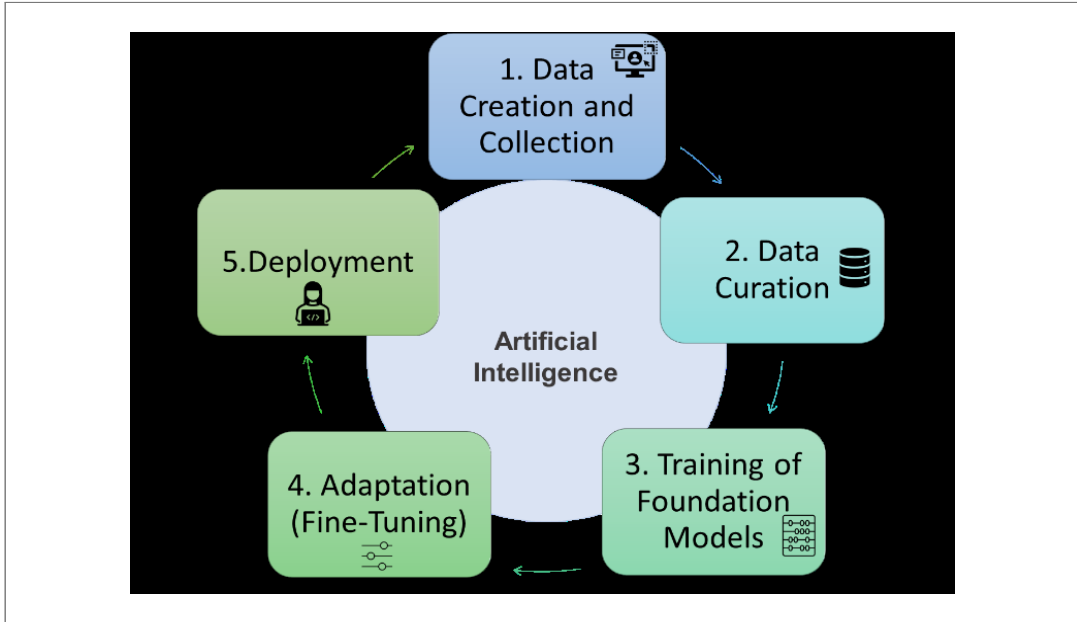 1. Data
Creation and
Collection
2. Data
Curation
3. Training of
Foundation
Models
4. Adaptation
(Fine-Tuning)
5.Deployment
Artificial
Intelligence